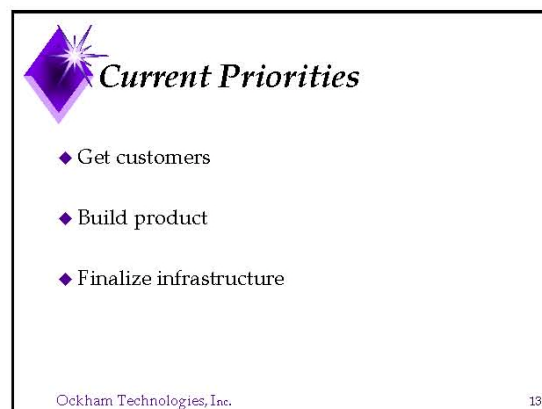 Current Priorities
Get customers
Build product
Finalize infrastructure
Ockham Technologies, Inc.
13